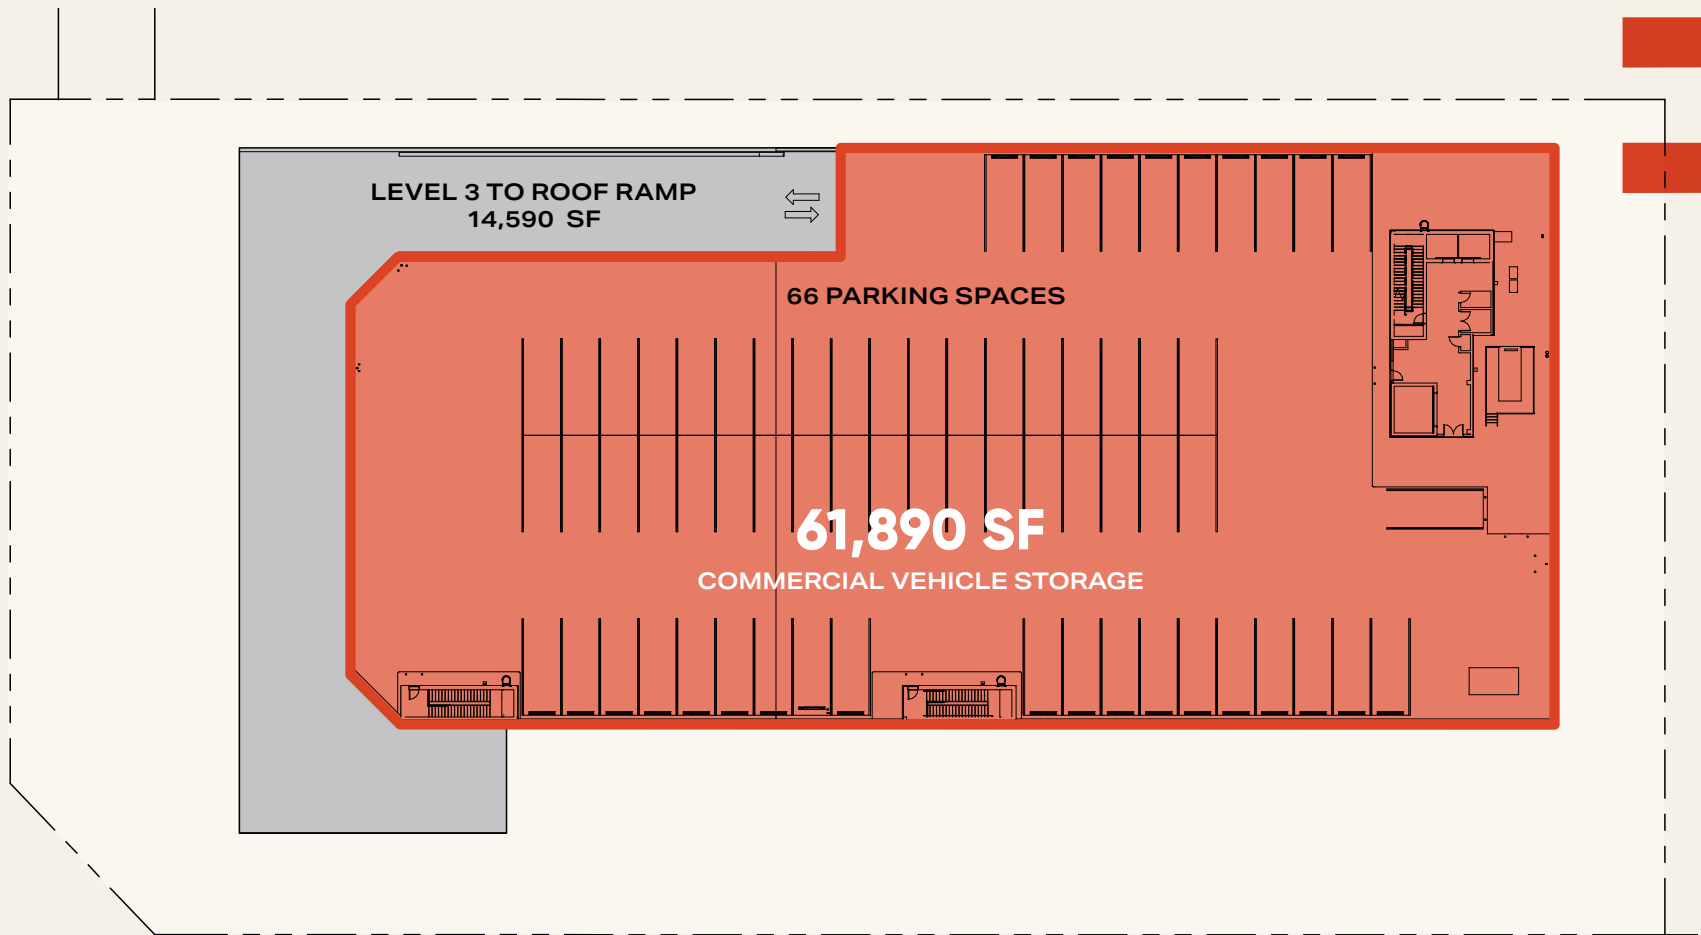 LEVEL 3 TO ROOF RAMP
14,590 SF
66 PARKING SPACES
61,890 SF
COMMERCIAL VEHICLE STORAGE